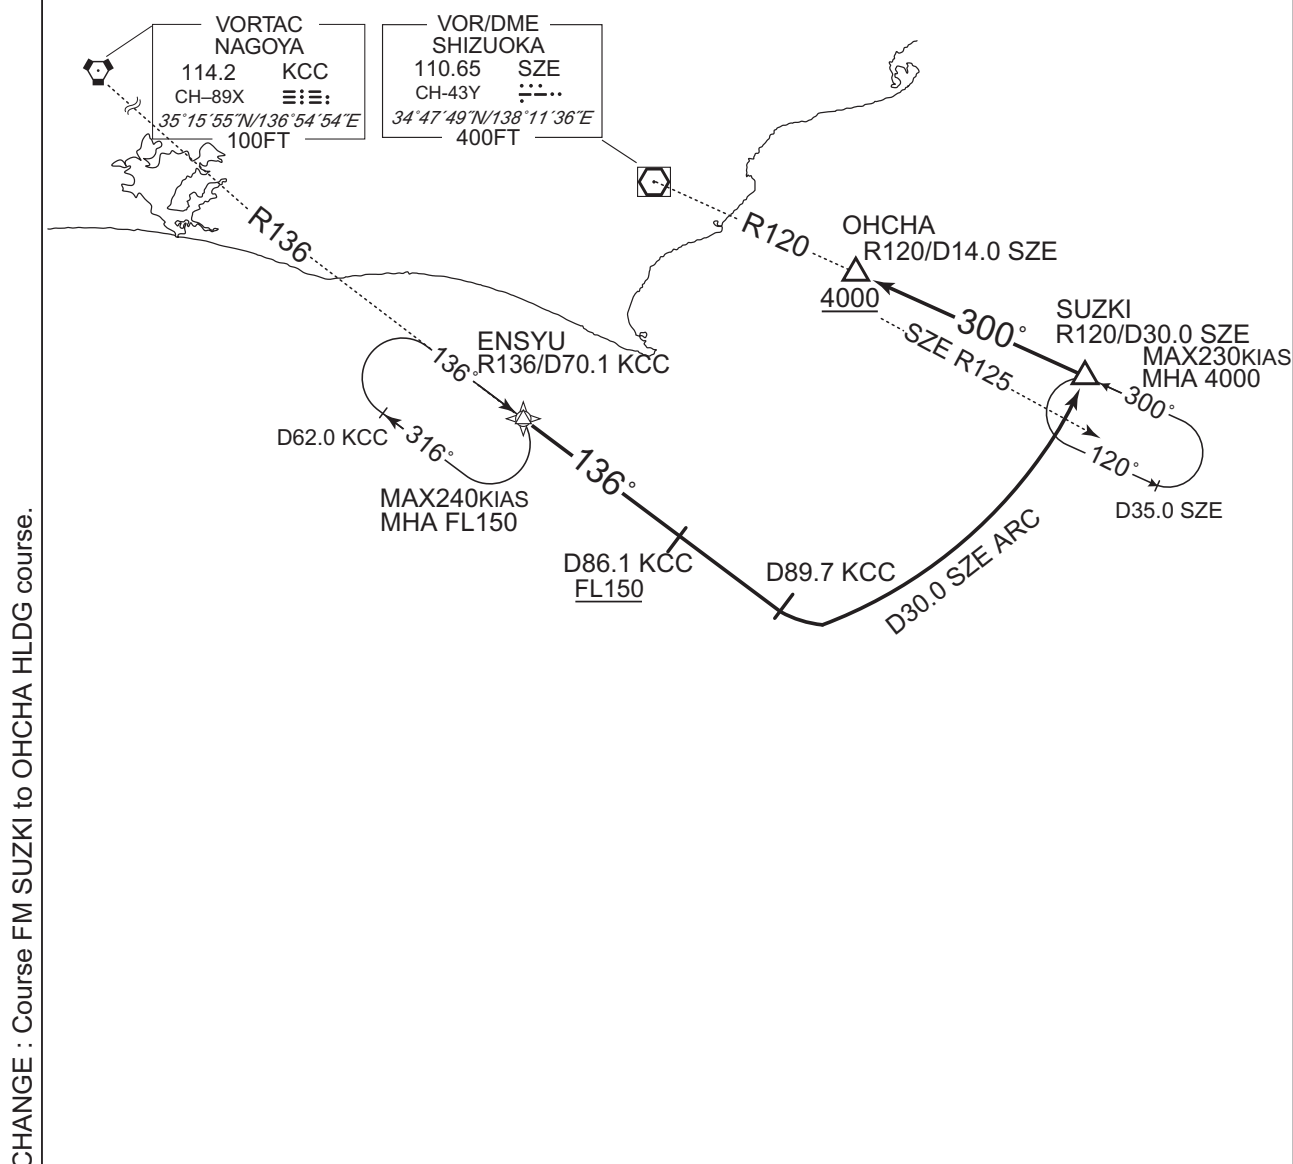 VORTAC
NAGOYA
114.2 KCC
CH–89X
35°15′55″N/136°54′54″E
100FT
VOR/DME
SHIZUOKA
110.65 SZE
CH-43Y
34°47′49″N/138°11′36″E
400FT
R136
R120
OHCHA
R120/D14.0 SZE
4000
300°
SZE R125
SUZKI
R120/D30.0 SZE
MAX230KIAS
MHA 4000
300°
120°
D35.0 SZE
ENSYU
R136/D70.1 KCC
136°
D62.0 KCC
316°
MAX240KIAS
MHA FL150
136°
D86.1 KCC
FL150
D89.7 KCC
D30.0 SZE ARC
CHANGE : Course FM SUZKI to OHCHA HLDG course.